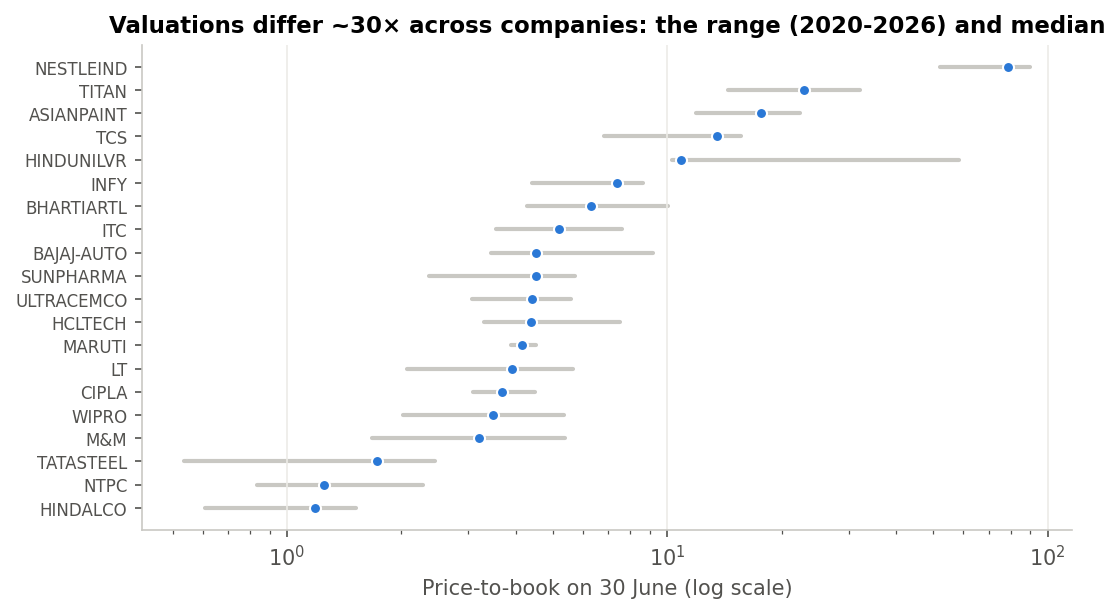 Valuations differ ~30× across companies: the range (2020-2026) and median
NESTLEIND
TITAN
ASIANPAINT
TCS
HINDUNILVR
INFY
BHARTIARTL
ITC
BAJAJ-AUTO
SUNPHARMA
ULTRACEMCO
HCLTECH
MARUTI
LT
CIPLA
WIPRO
M&M
TATASTEEL
NTPC
HINDALCO
10⁰ 10¹ 10²
Price-to-book on 30 June (log scale)